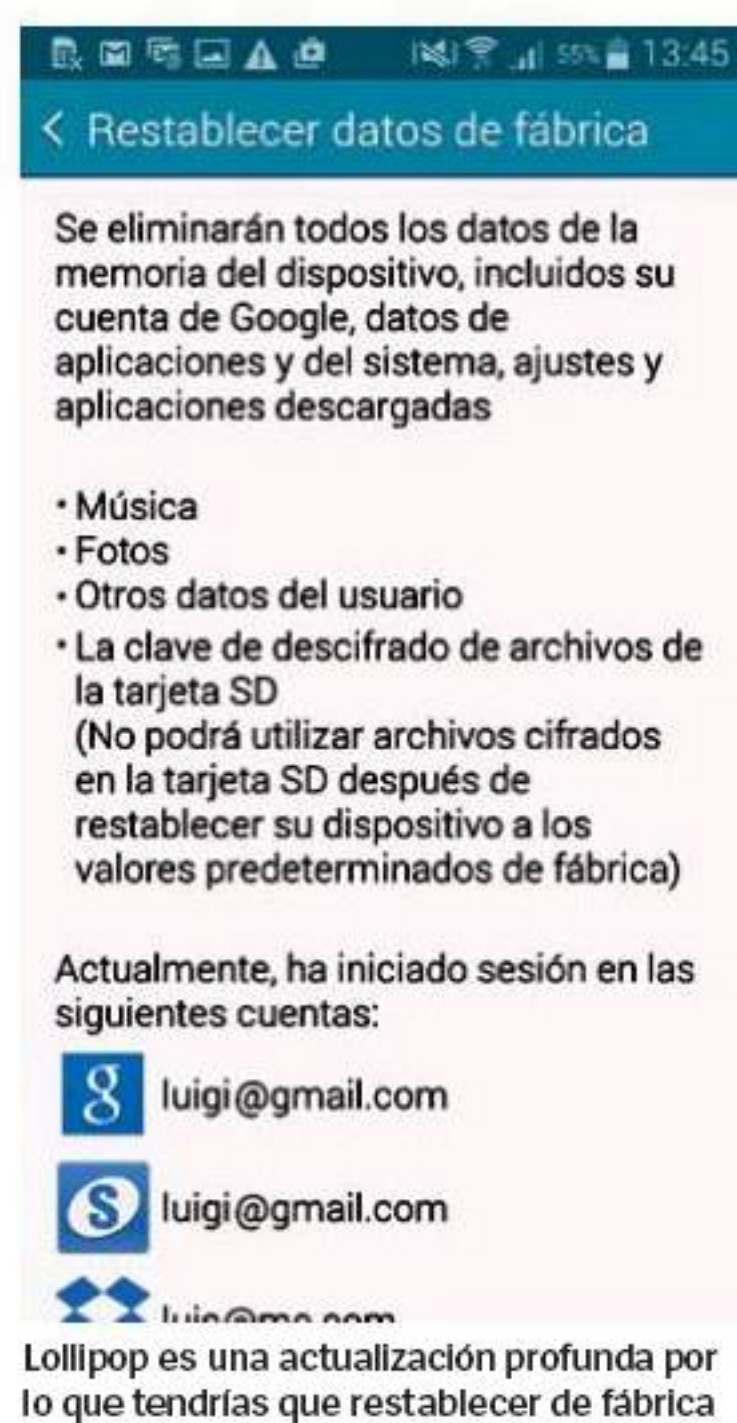 55% 13:45
< Restablecer datos de fábrica
Se eliminarán todos los datos de la
memoria del dispositivo, incluidos su
cuenta de Google, datos de
aplicaciones y del sistema, ajustes y
aplicaciones descargadas
• Música
• Fotos
• Otros datos del usuario
• La clave de descifrado de archivos de
la tarjeta SD
(No podrá utilizar archivos cifrados
en la tarjeta SD después de
restablecer su dispositivo a los
valores predeterminados de fábrica)
Actualmente, ha iniciado sesión en las
siguientes cuentas:
g luigi@gmail.com
S luigi@gmail.com
Lollipop es una actualización profunda por
lo que tendrías que restablecer de fábrica